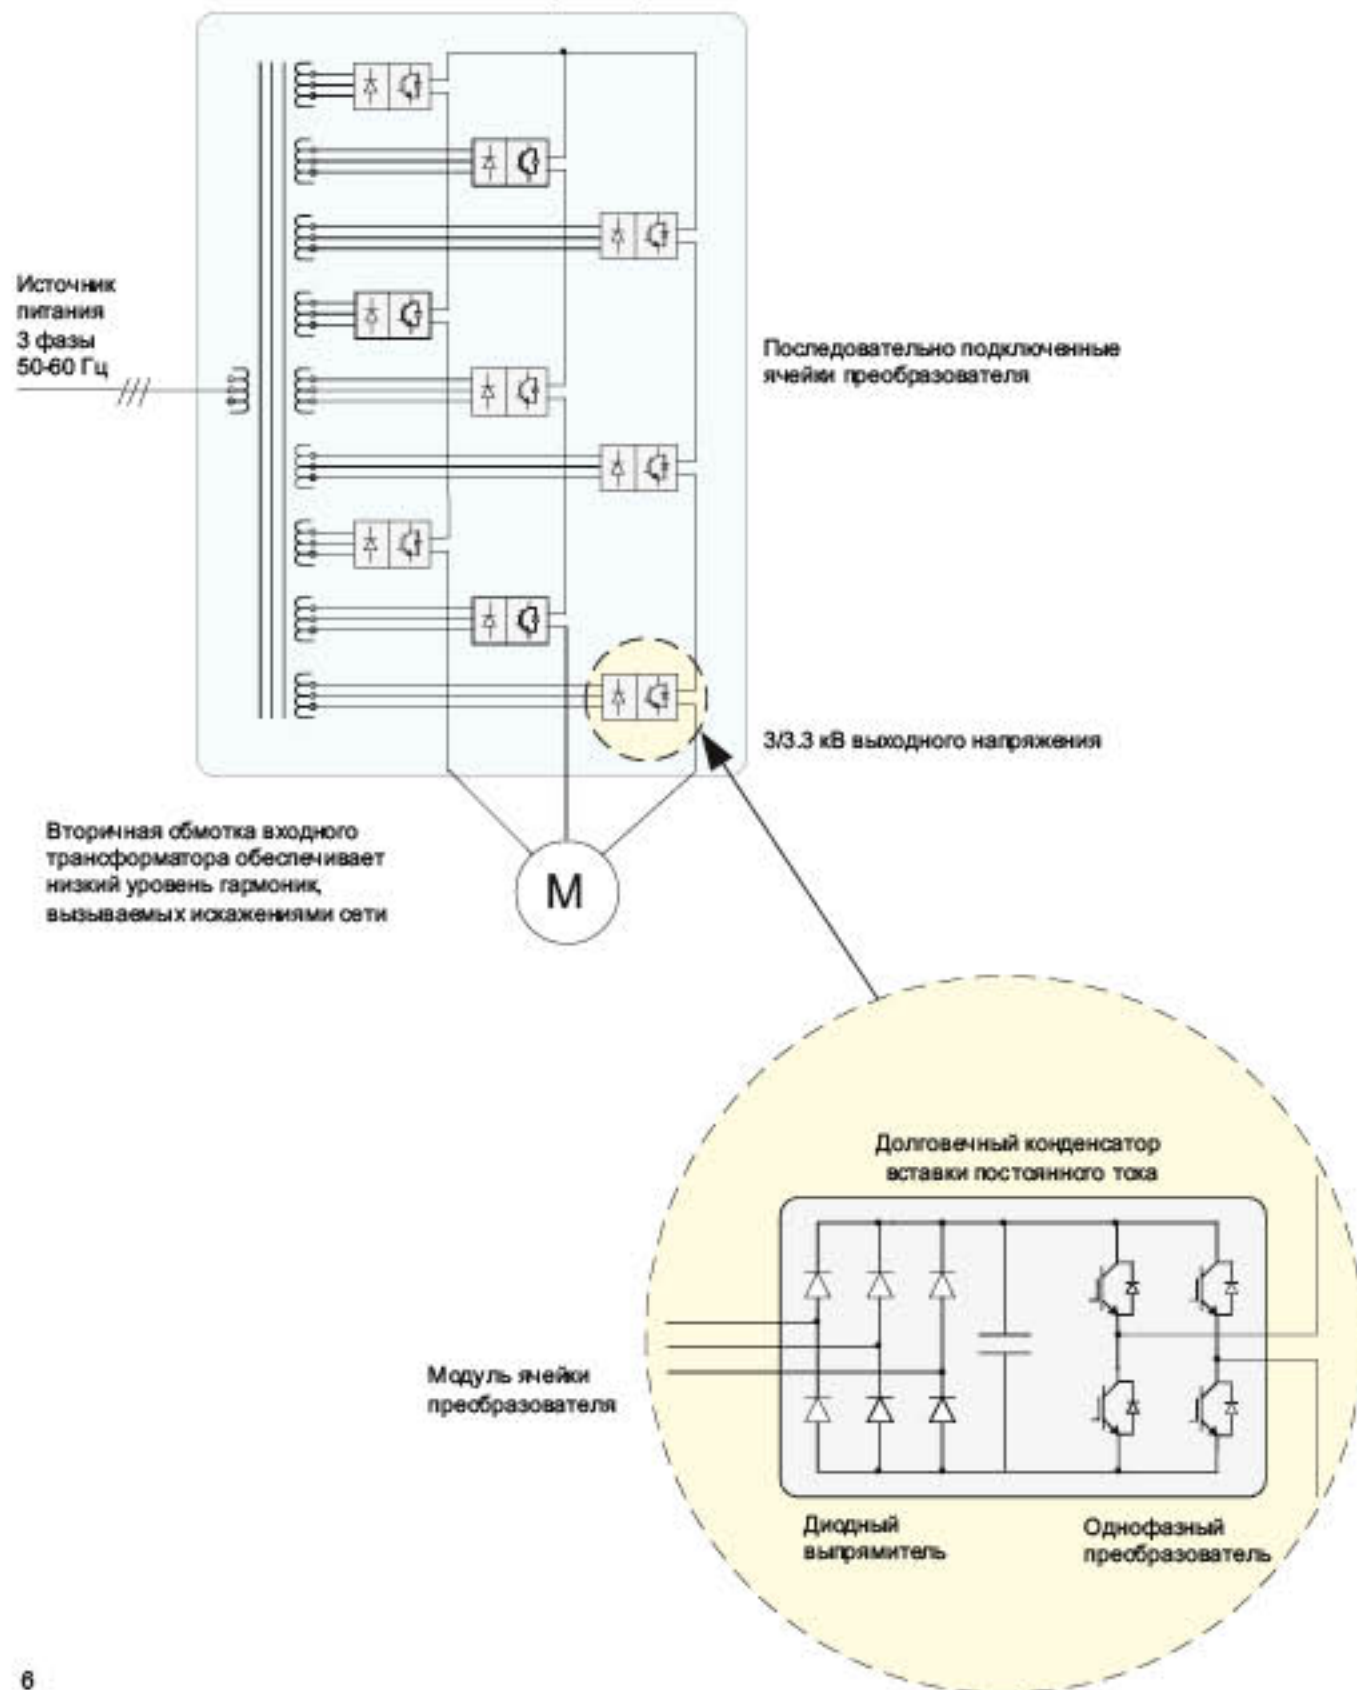 Источник
питания
3 фазы
50-60 Гц
Последовательно подключенные
ячейки преобразователя
3/3.3 кВ выходного напряжения
Вторичная обмотка входного
трансформатора обеспечивает
низкий уровень гармоник,
вызываемых искажениями сети
M
Долговечный конденсатор
вставки постоянного тока
Модуль ячейки
преобразователя
Диодный
выпрямитель
Однофазный
преобразователь
6